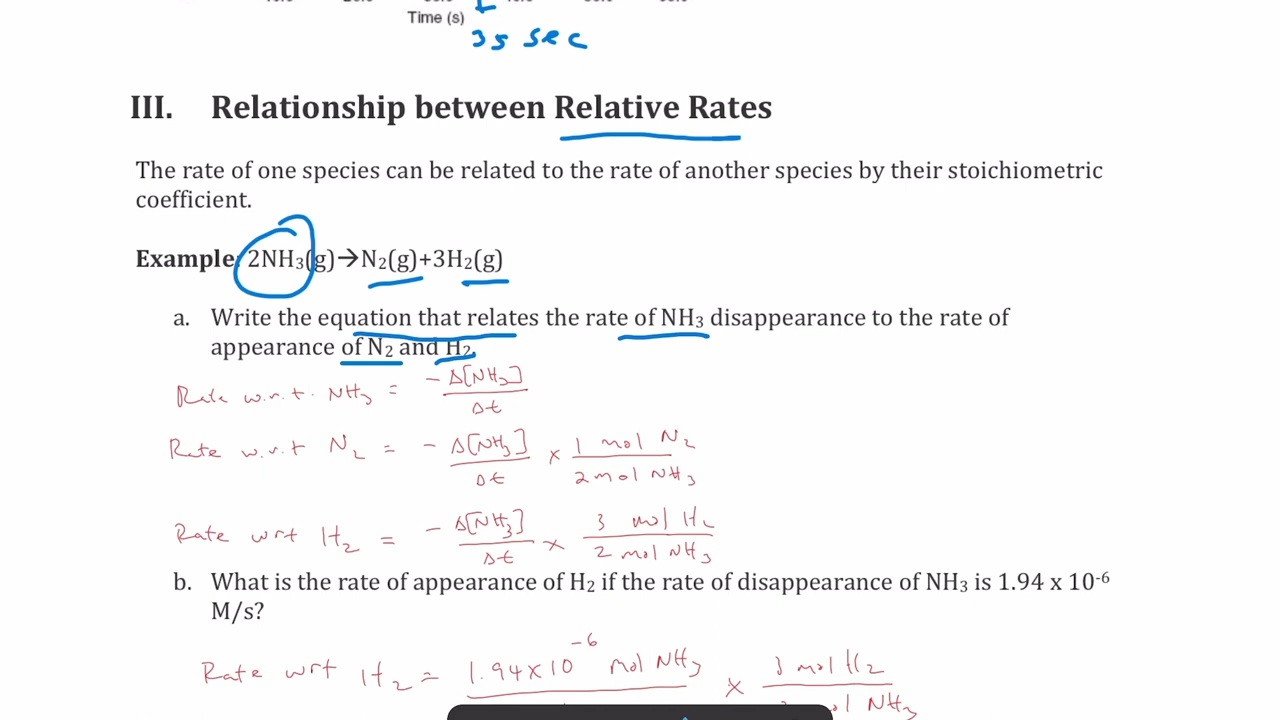 Time (s)
35 sec
III. Relationship between Relative Rates
The rate of one species can be related to the rate of another species by their stoichiometric
coefficient.
Example: 2NH₃(g)→N₂(g)+3H₂(g)
a. Write the equation that relates the rate of NH₃ disappearance to the rate of
appearance of N₂ and H₂.
Rate w.r.t. NH₃ = - Δ[NH₃]
Δt
Rate w.r.t N₂ = - Δ[NH₃] x 1 mol N₂
Δt 2 mol NH₃
Rate wrt H₂ = - Δ[NH₃] x 3 mol H₂
Δt 2 mol NH₃
b. What is the rate of appearance of H₂ if the rate of disappearance of NH₃ is 1.94 x 10⁻⁶
M/s?
Rate wrt H₂ = 1.94x10⁻⁶ mol NH₃ x 3 mol H₂
mol NH₃